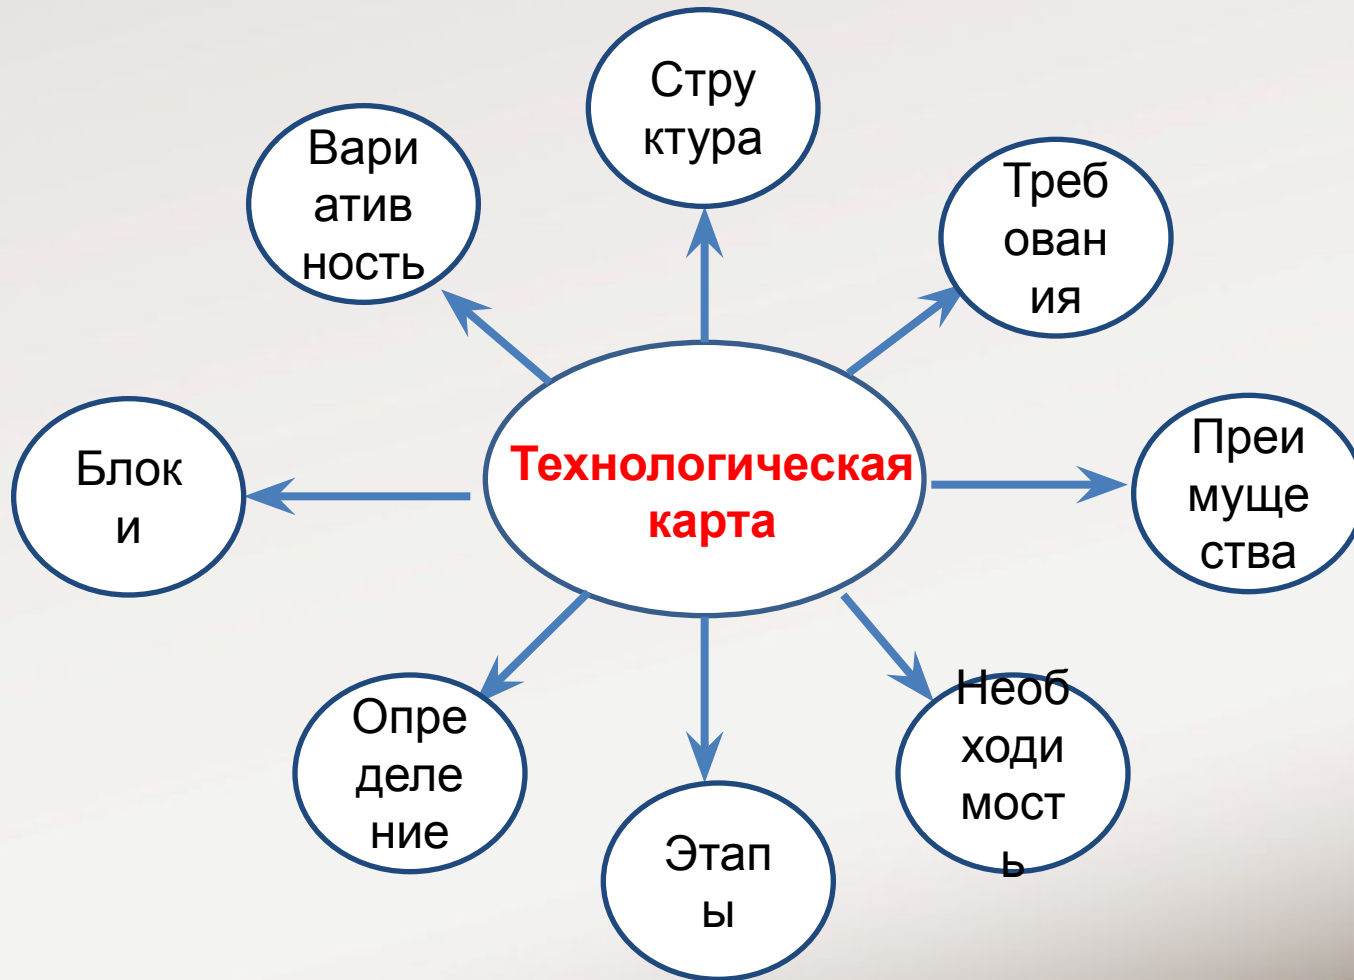 Стру
ктура
Вари
атив
ность
Треб
ован
ия
Преи
муще
ства
Технологическая
карта
Блок
и
Необ
ходи
мост
ь
Опре
деле
ние
Этап
ы